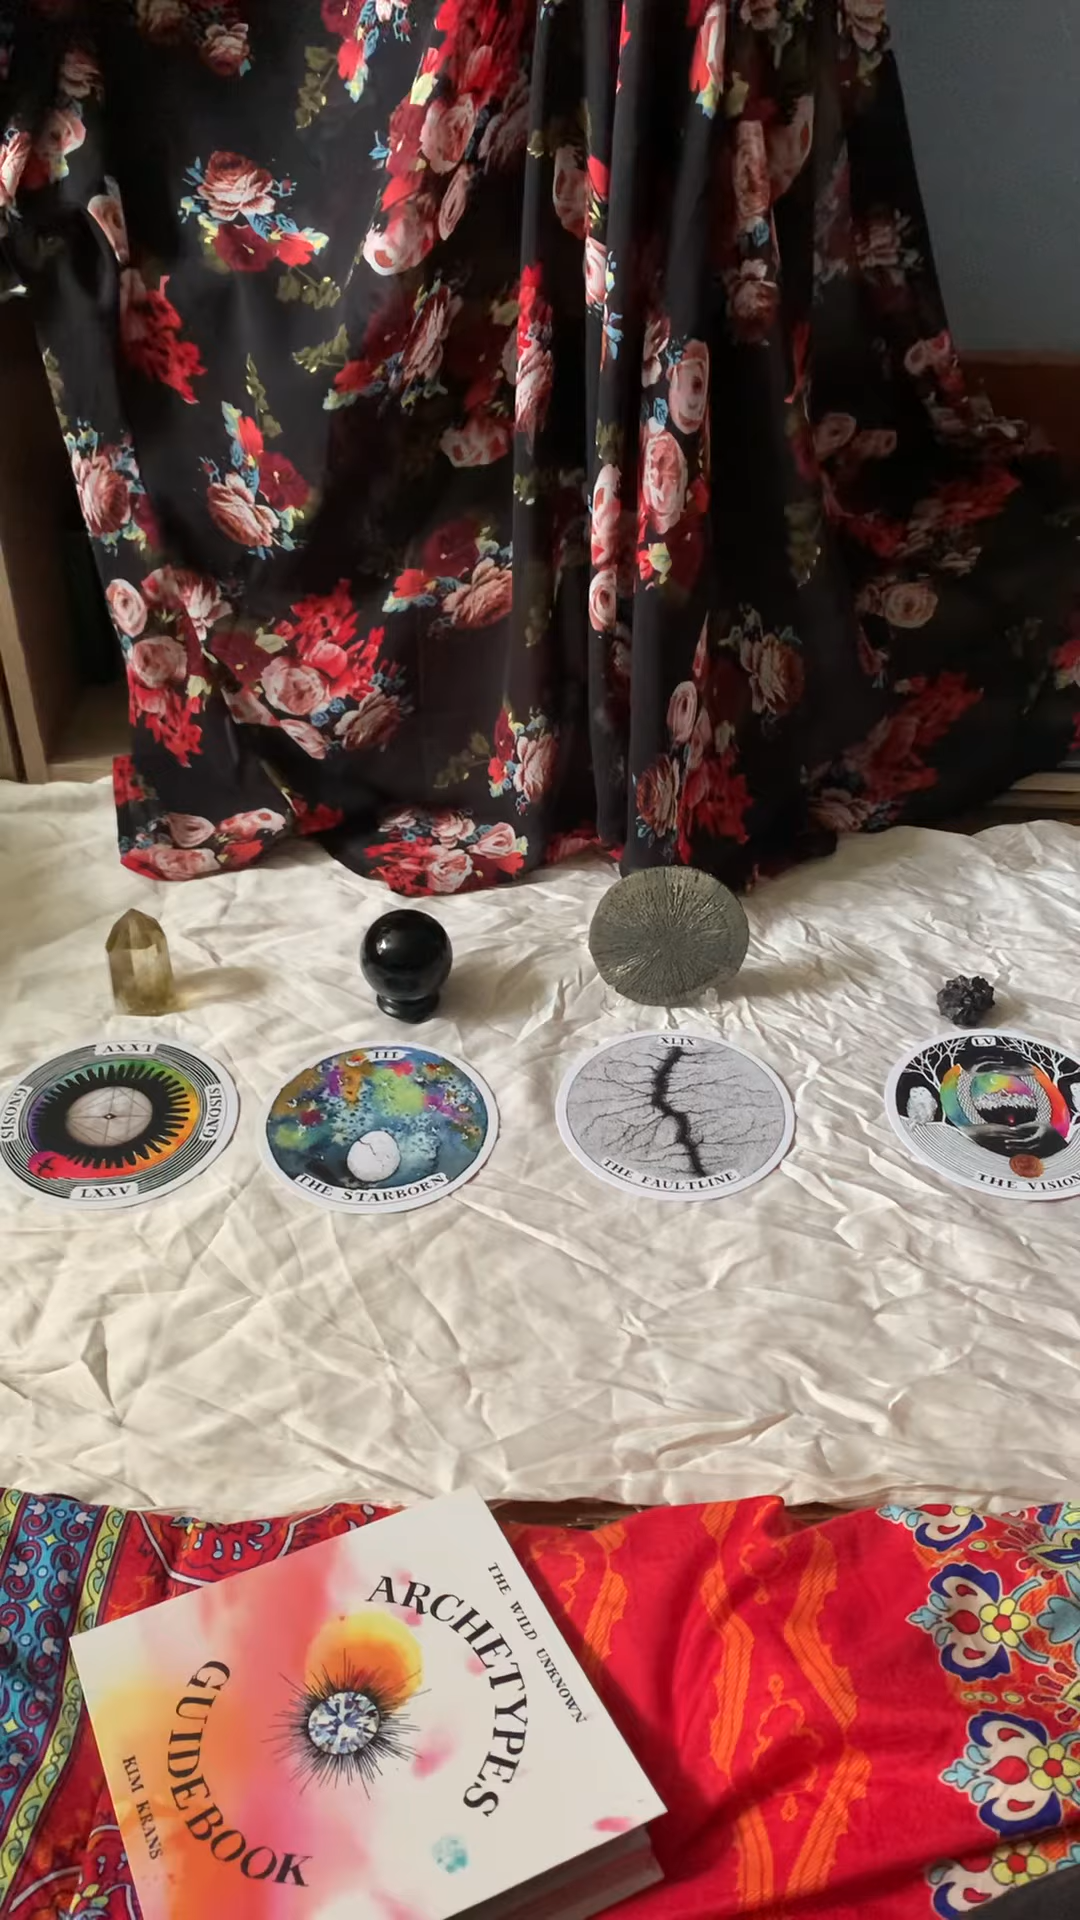 LXXVI
GNOSIS
GNOSIS
LXXV
III
THE STARBORN
XLIX
THE FAULTLINE
LV
THE VISION
THE WILD UNKNOWN
ARCHETYPES
GUIDEBOOK
KIM KRANS